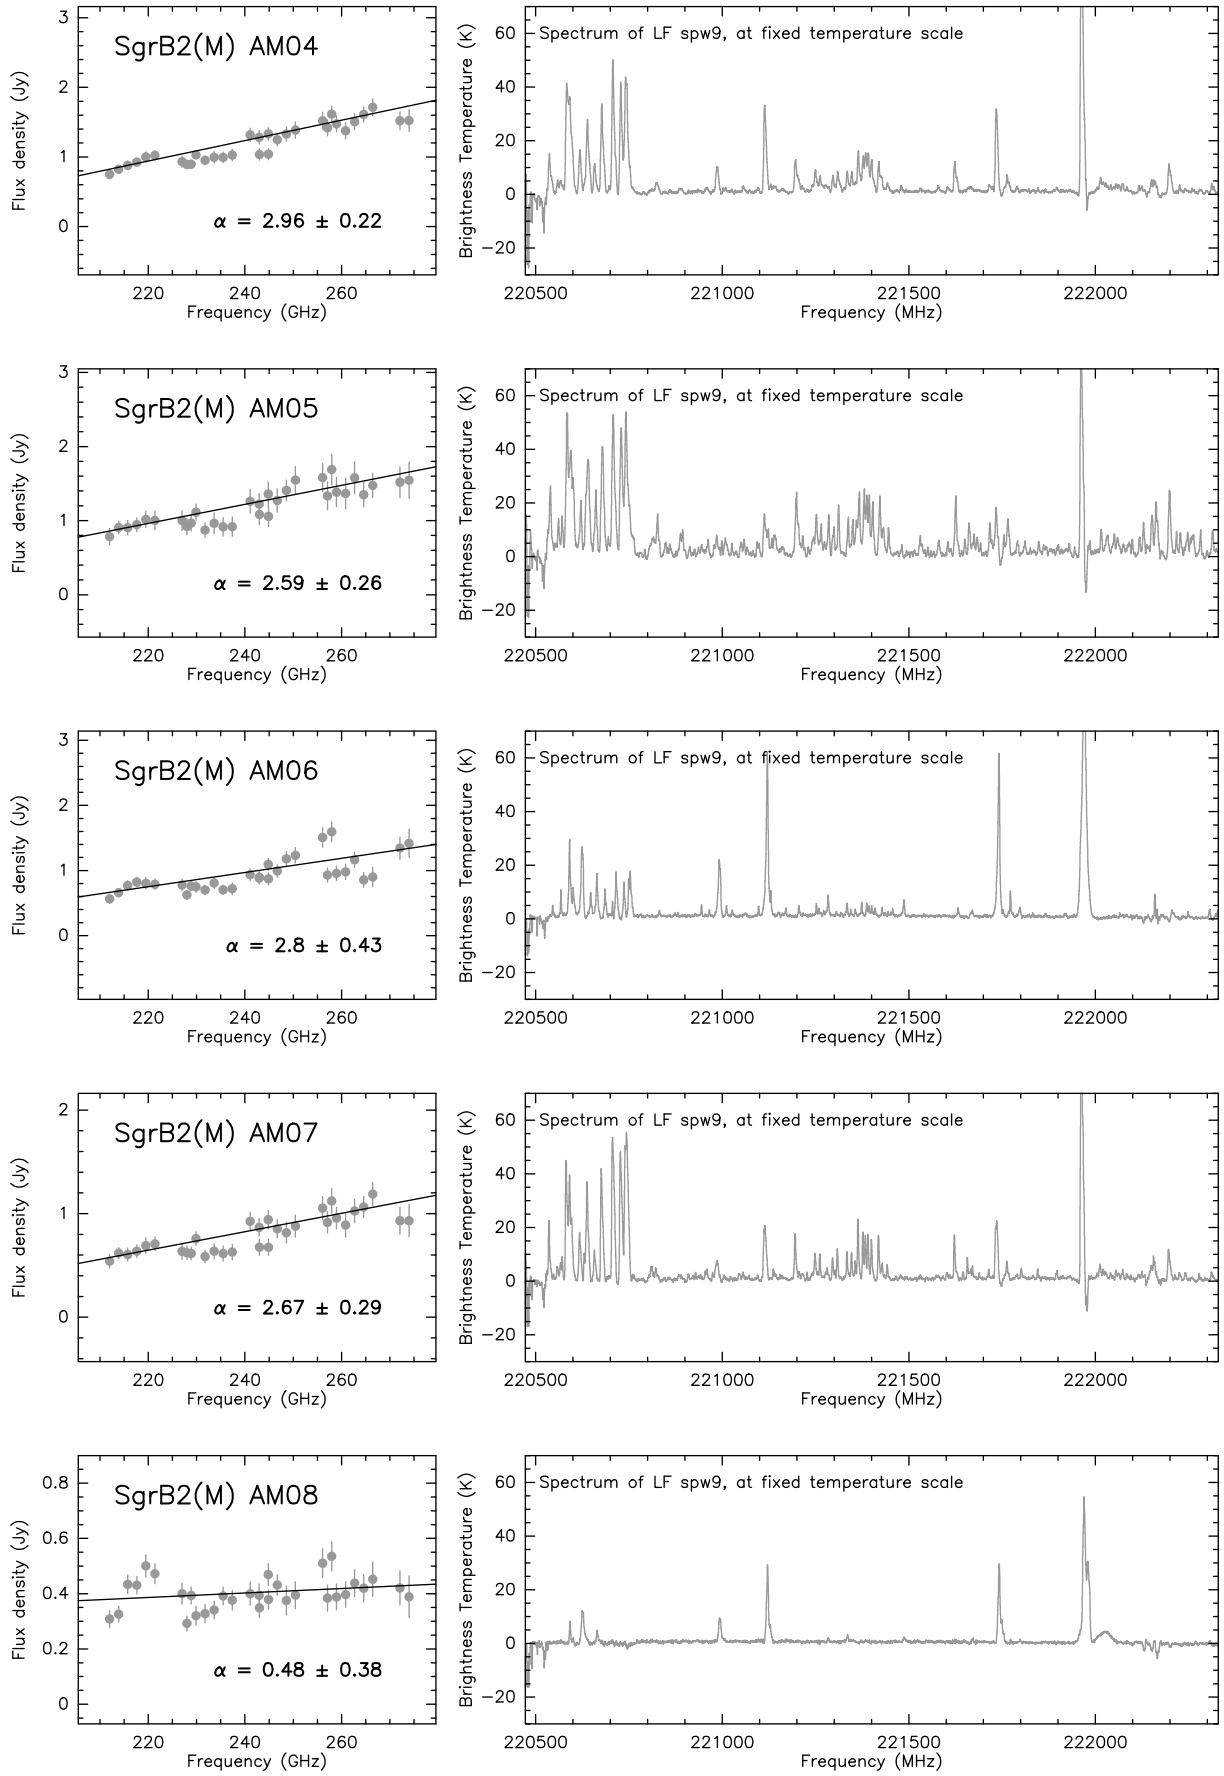 SgrB2(M) AM04
3
2
1
0
Flux density (Jy)
α = 2.96 ± 0.22
220 240 260
Frequency (GHz)
Spectrum of LF spw9, at fixed temperature scale
60
40
20
0
−20
Brightness Temperature (K)
220500 221000 221500 222000
Frequency (MHz)
SgrB2(M) AM05
3
2
1
0
Flux density (Jy)
α = 2.59 ± 0.26
220 240 260
Frequency (GHz)
Spectrum of LF spw9, at fixed temperature scale
60
40
20
0
−20
Brightness Temperature (K)
220500 221000 221500 222000
Frequency (MHz)
SgrB2(M) AM06
3
2
1
0
Flux density (Jy)
α = 2.8 ± 0.43
220 240 260
Frequency (GHz)
Spectrum of LF spw9, at fixed temperature scale
60
40
20
0
−20
Brightness Temperature (K)
220500 221000 221500 222000
Frequency (MHz)
SgrB2(M) AM07
2
1
0
Flux density (Jy)
α = 2.67 ± 0.29
220 240 260
Frequency (GHz)
Spectrum of LF spw9, at fixed temperature scale
60
40
20
0
−20
Brightness Temperature (K)
220500 221000 221500 222000
Frequency (MHz)
SgrB2(M) AM08
0.8
0.6
0.4
0.2
0
Flux density (Jy)
α = 0.48 ± 0.38
220 240 260
Frequency (GHz)
Spectrum of LF spw9, at fixed temperature scale
60
40
20
0
−20
Brightness Temperature (K)
220500 221000 221500 222000
Frequency (MHz)